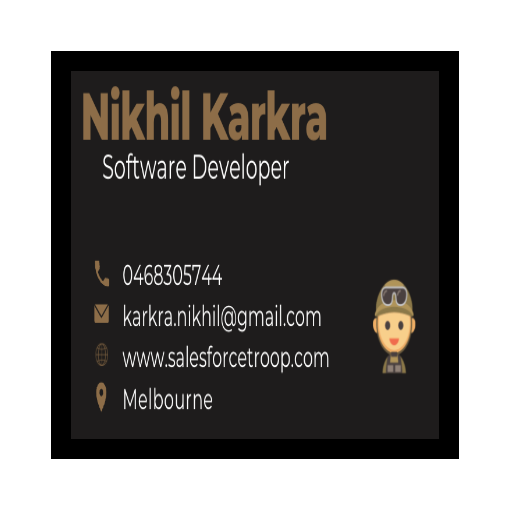 Nikhil Karkra
Software Developer
0468305744
karkra.nikhil@gmail.com
www.salesforcetroop.com
Melbourne